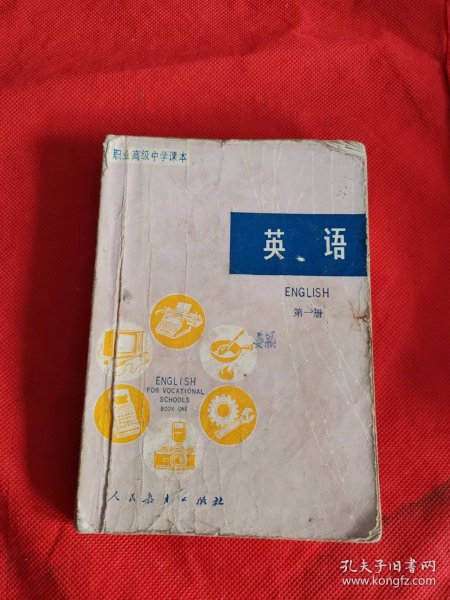 职业高级中学课本
英语
ENGLISH
第一册
ENGLISH
FOR VOCATIONAL
SCHOOLS
BOOK ONE
人民教育出版社
孔夫子旧书网
www.kongfz.com